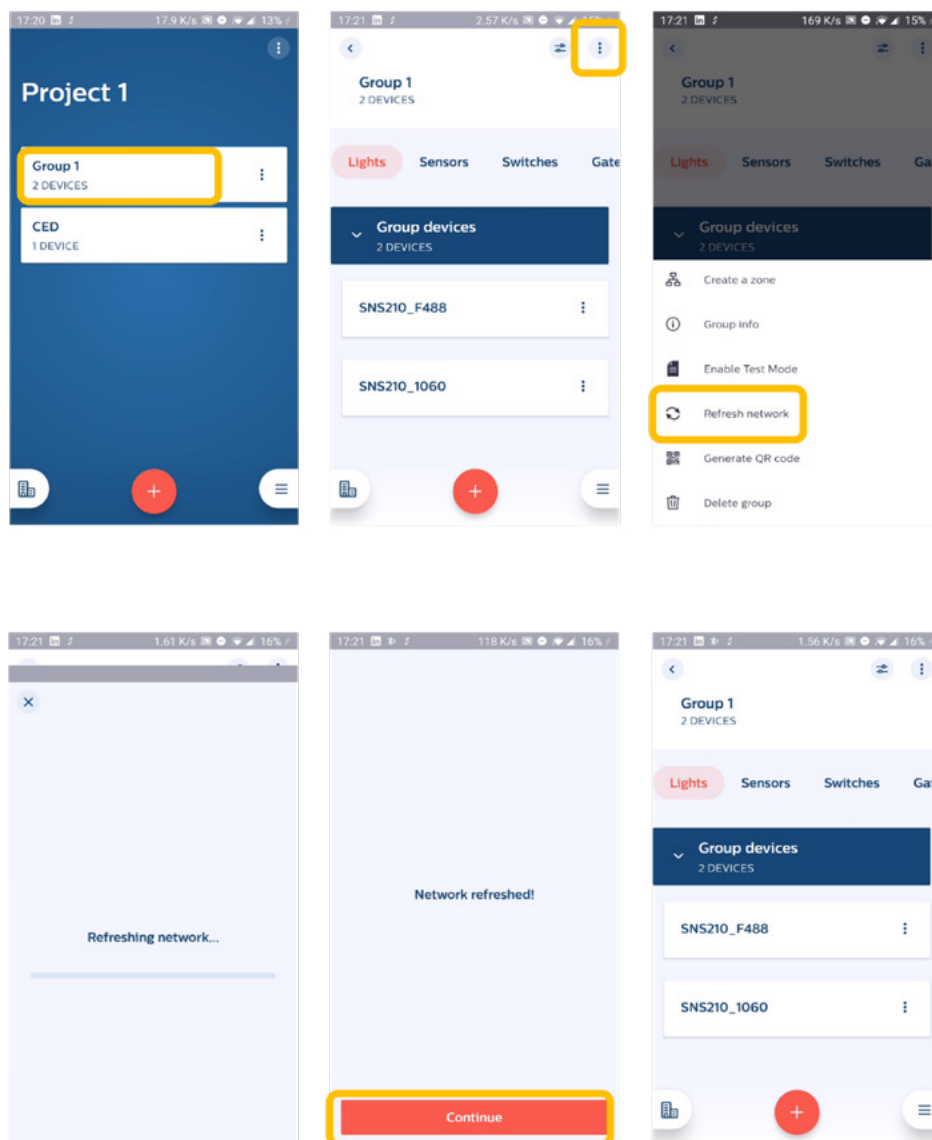 17:20 17.9 K/s 13%
Project 1
Group 1
2 DEVICES
CED
1 DEVICE
17:21 2.57 K/s 15%
Group 1
2 DEVICES
Lights Sensors Switches Gate
Group devices
2 DEVICES
SNS210_F488
SNS210_1060
17:21 169 K/s 15%
Group 1
2 DEVICES
Lights Sensors Switches Ga
Group devices
2 DEVICES
Create a zone
Group Info
Enable Test Mode
Refresh network
Generate QR code
Delete group
17:21 1.61 K/s 16%
Refreshing network...
17:21 118 K/s 16%
Network refreshed!
Continue
17:21 1.56 K/s 16%
Group 1
2 DEVICES
Lights Sensors Switches Ga
Group devices
2 DEVICES
SNS210_F488
SNS210_1060